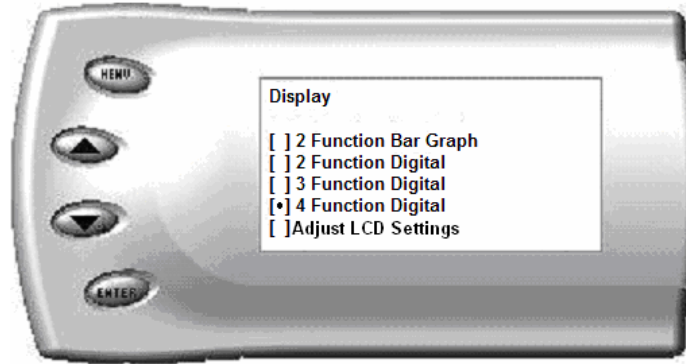 MENU
Display
[ ] 2 Function Bar Graph
[ ] 2 Function Digital
[ ] 3 Function Digital
[•] 4 Function Digital
[ ]Adjust LCD Settings
ENTER